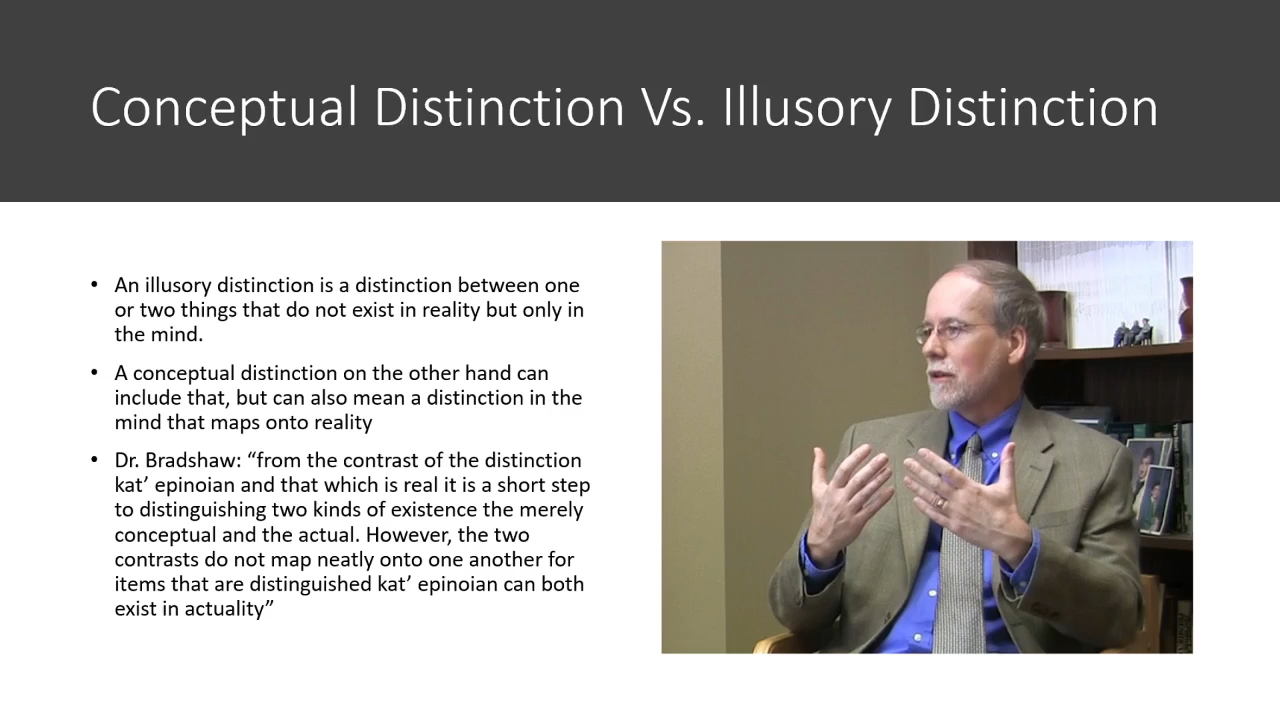 Conceptual Distinction Vs. Illusory Distinction
• An illusory distinction is a distinction between one
or two things that do not exist in reality but only in
the mind.
• A conceptual distinction on the other hand can
include that, but can also mean a distinction in the
mind that maps onto reality
• Dr. Bradshaw: “from the contrast of the distinction
kat’ epinoian and that which is real it is a short step
to distinguishing two kinds of existence the merely
conceptual and the actual. However, the two
contrasts do not map neatly onto one another for
items that are distinguished kat’ epinoian can both
exist in actuality”